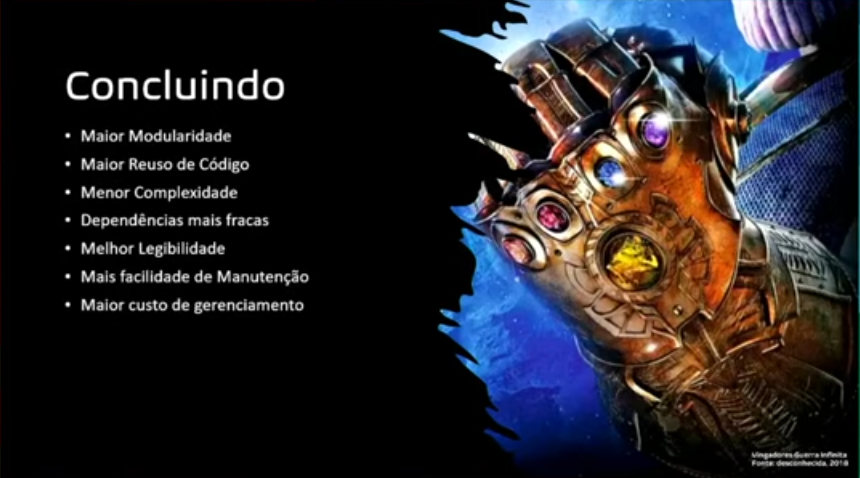 Concluindo
• Maior Modularidade
• Maior Reuso de Código
• Menor Complexidade
• Dependências mais fracas
• Melhor Legibilidade
• Mais facilidade de Manutenção
• Maior custo de gerenciamento
Vingadores Guerra Infinita
Fonte: desconhecida, 2018